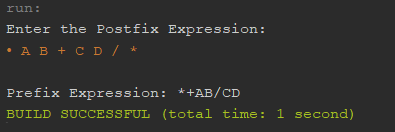 run:
Enter the Postfix Expression:
• A B + C D / *
Prefix Expression: *+AB/CD
BUILD SUCCESSFUL (total time: 1 second)